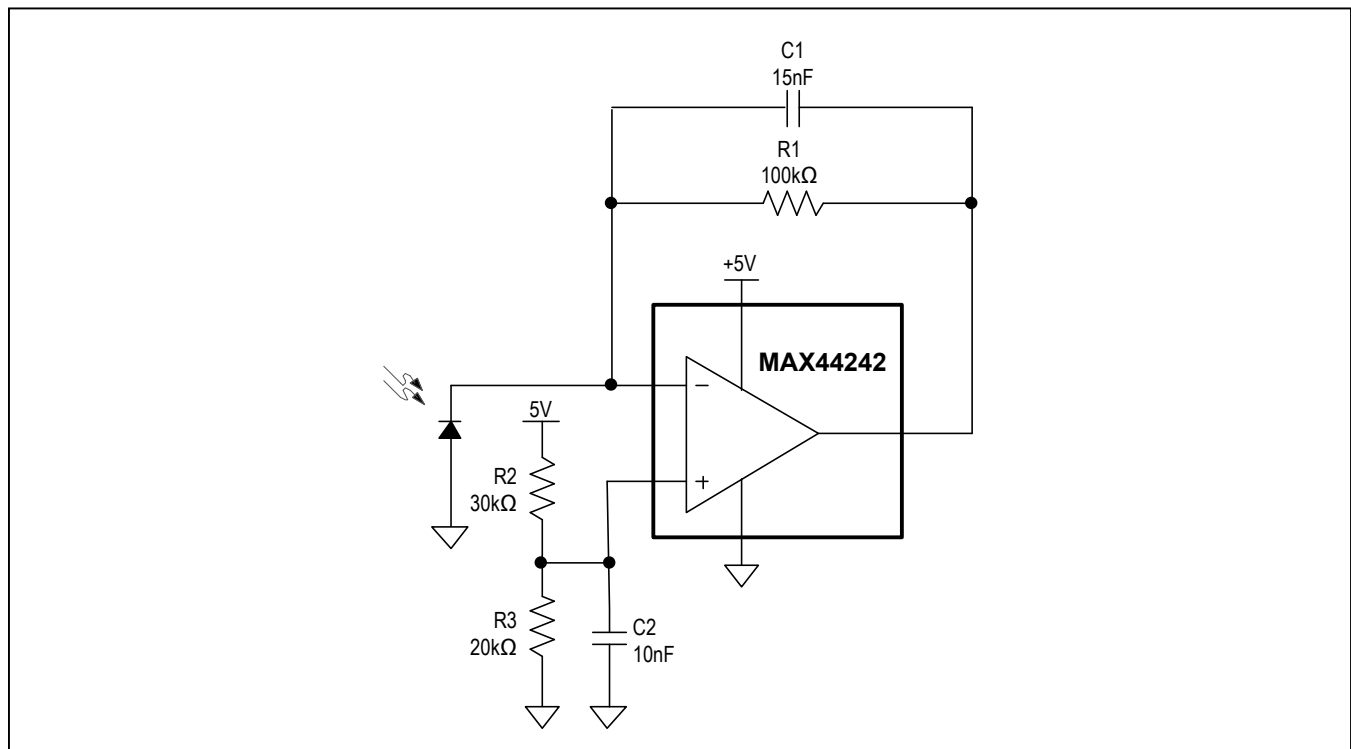 C1
15nF
R1
100kΩ
+5V
MAX44242
−
5V
R2
30kΩ
+
R3
20kΩ
C2
10nF